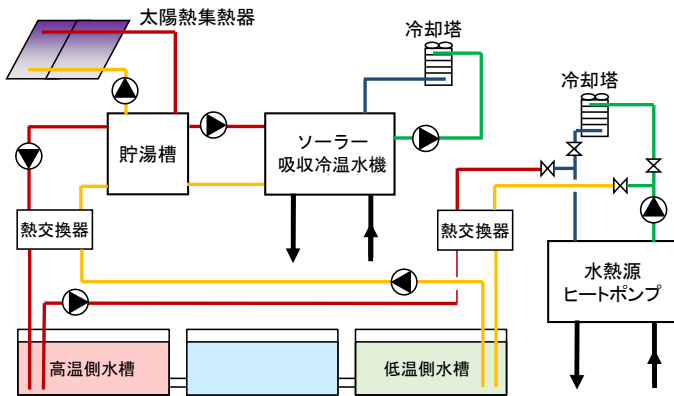 太陽熱集熱器
冷却塔
冷却塔
貯湯槽
ソーラー
吸収冷温水機
熱交換器
熱交換器
水熱源
ヒートポンプ
高温側水槽
低温側水槽